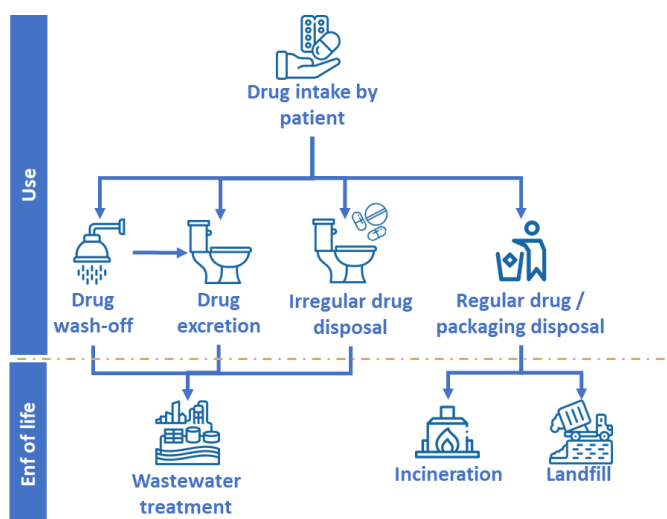 Drug intake by
patient
Use
Drug
wash-off
Drug
excretion
Irregular drug
disposal
Regular drug /
packaging disposal
Enf of life
Wastewater
treatment
Incineration
Landfill